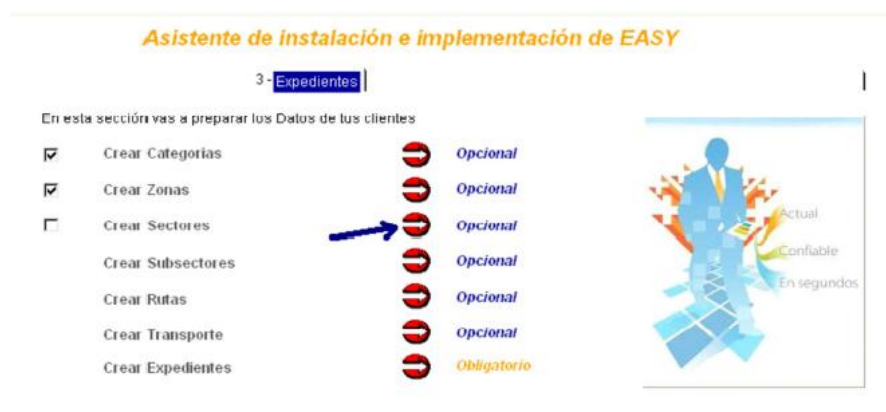 Asistente de instalación e implementación de EASY
3 - Expedientes
En esta sección vas a preparar los Datos de tus clientes
Crear Categorias Opcional
Crear Zonas Opcional
Crear Sectores Opcional
Crear Subsectores Opcional
Crear Rutas Opcional
Crear Transporte Opcional
Crear Expedientes Obligatorio
Actual
Confiable
En segundos